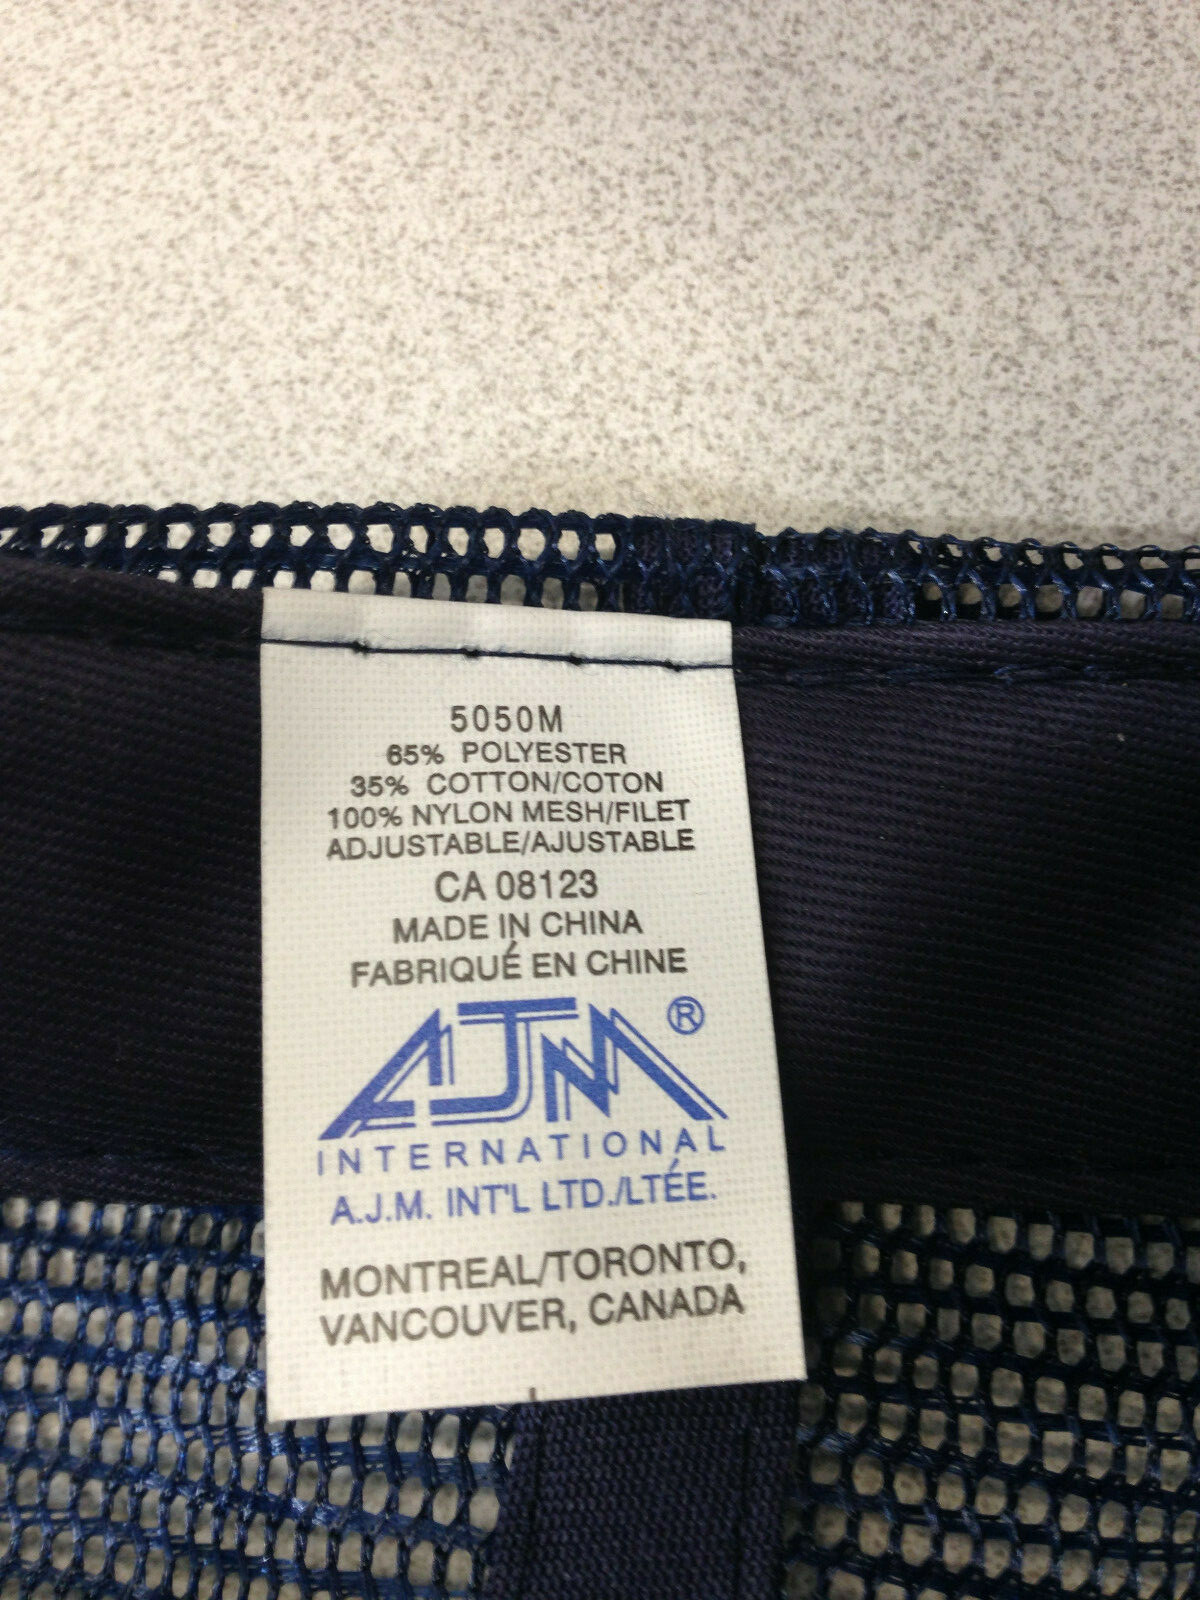 5050M
65% POLYESTER
35% COTTON/COTON
100% NYLON MESH/FILET
ADJUSTABLE/AJUSTABLE
CA 08123
MADE IN CHINA
FABRIQUÉ EN CHINE
AJM ®
INTERNATIONAL
A.J.M. INT'L LTD./LTÉE.
MONTREAL/TORONTO,
VANCOUVER, CANADA